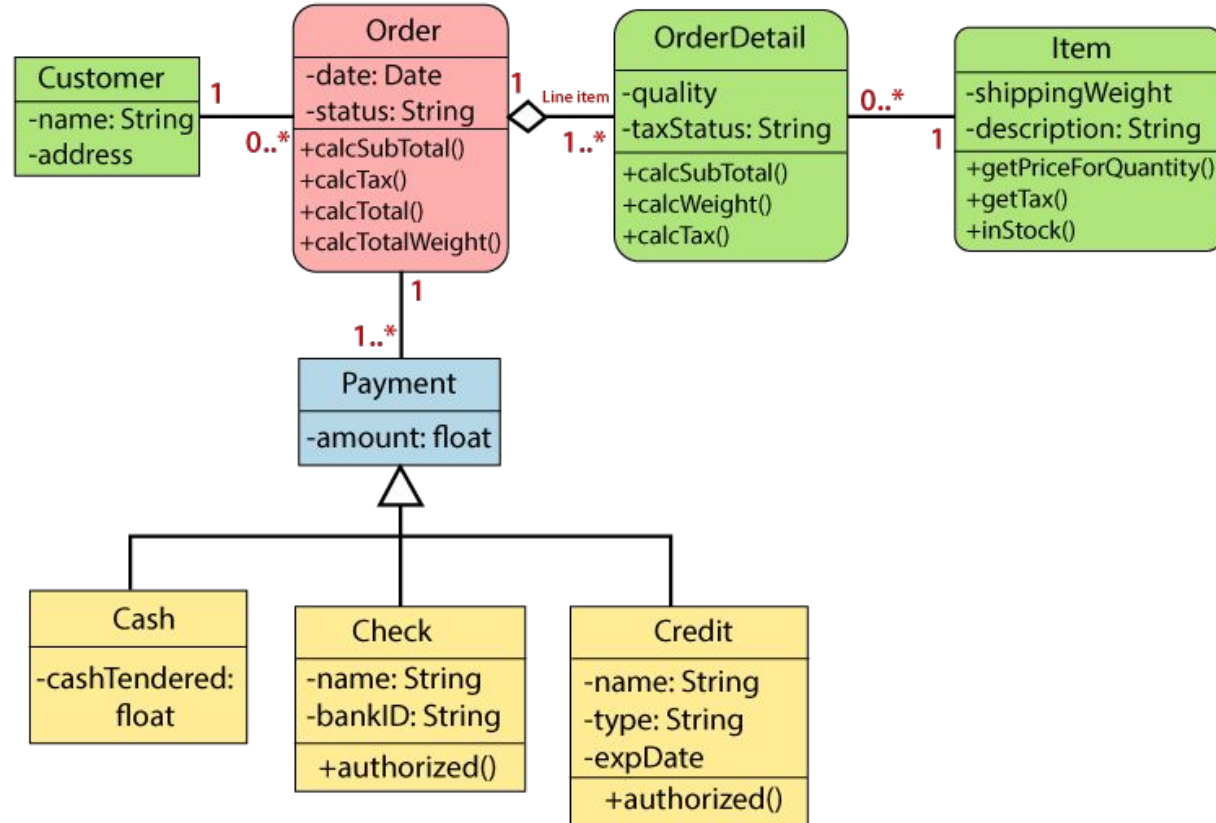 Customer
-name: String
-address
1
0..*
Order
-date: Date
-status: String
+calcSubTotal()
+calcTax()
+calcTotal()
+calcTotalWeight()
1
Line item
1..*
OrderDetail
-quality
-taxStatus: String
+calcSubTotal()
+calcWeight()
+calcTax()
0..*
1
Item
-shippingWeight
-description: String
+getPriceForQuantity()
+getTax()
+inStock()
1
1..*
Payment
-amount: float
Cash
-cashTendered:
float
Check
-name: String
-bankID: String
+authorized()
Credit
-name: String
-type: String
-expDate
+authorized()